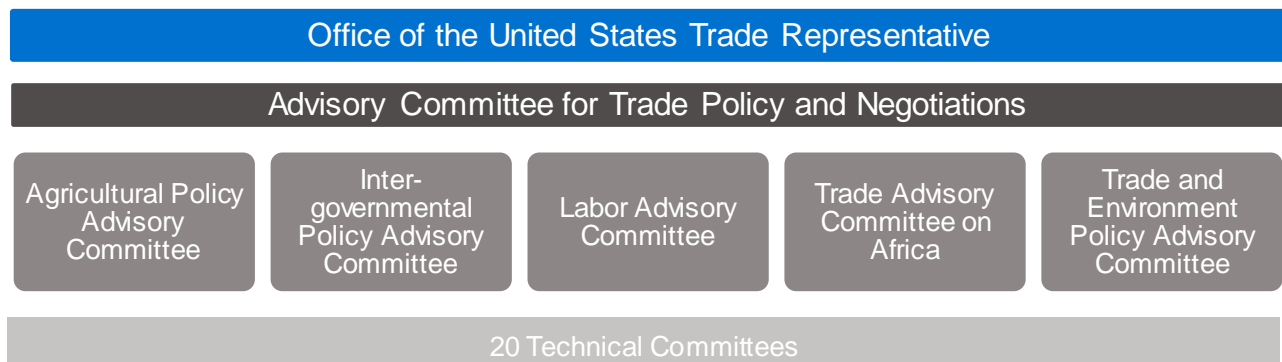 Office of the United States Trade Representative
Advisory Committee for Trade Policy and Negotiations
Agricultural Policy
Advisory
Committee
Inter-
governmental
Policy Advisory
Committee
Labor Advisory
Committee
Trade Advisory
Committee on
Africa
Trade and
Environment
Policy Advisory
Committee
20 Technical Committees